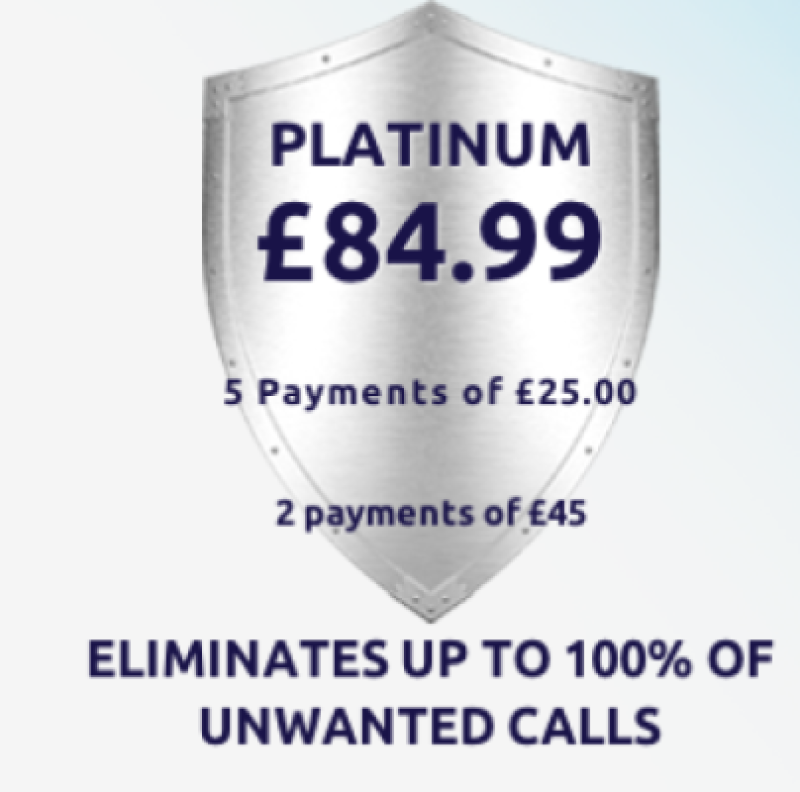 PLATINUM
£84.99
5 Payments of £25.00
2 payments of £45
ELIMINATES UP TO 100% OF
UNWANTED CALLS